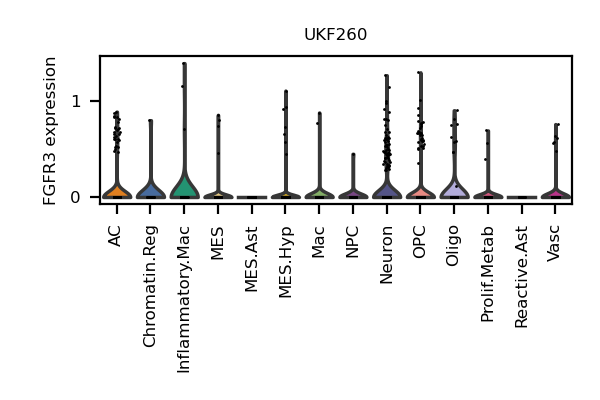 UKF260
FGFR3 expression
1
0
AC
Chromatin.Reg
Inflammatory.Mac
MES
MES.Ast
MES.Hyp
Mac
NPC
Neuron
OPC
Oligo
Prolif.Metab
Reactive.Ast
Vasc